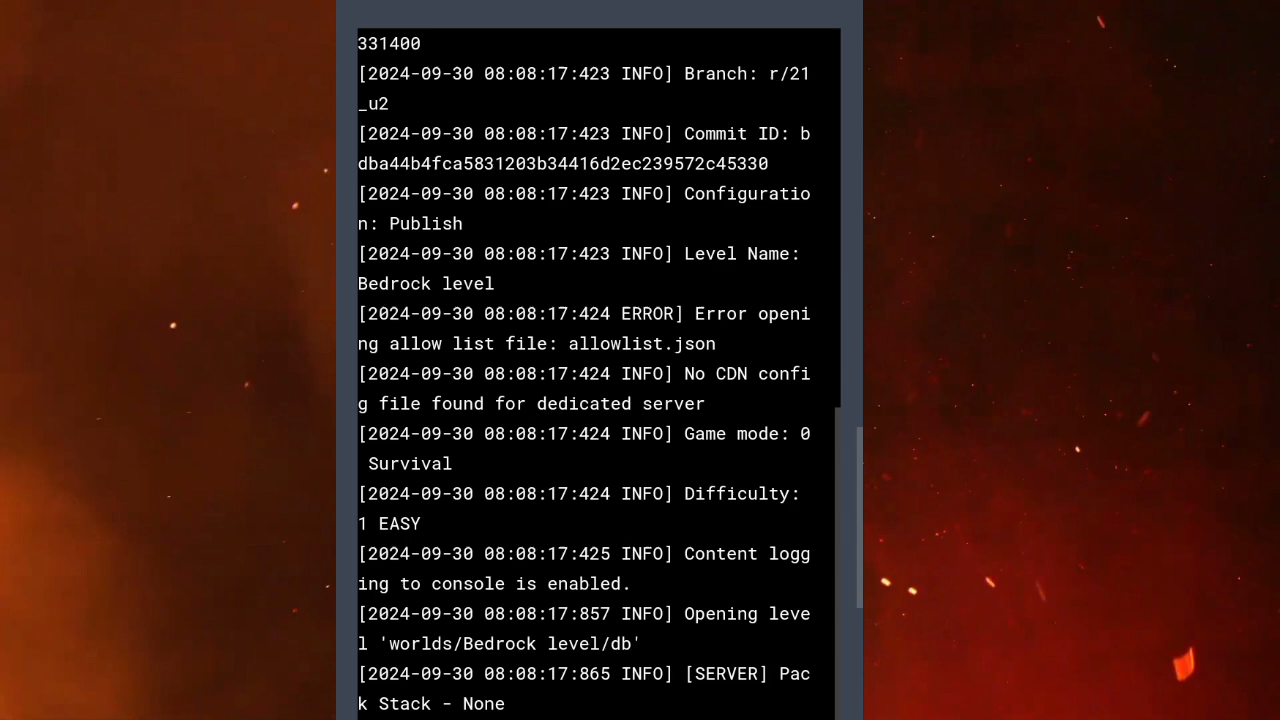 331400
[2024-09-30 08:08:17:423 INFO] Branch: r/21
_u2
[2024-09-30 08:08:17:423 INFO] Commit ID: b
dba44b4fca5831203b34416d2ec239572c45330
[2024-09-30 08:08:17:423 INFO] Configuratio
n: Publish
[2024-09-30 08:08:17:423 INFO] Level Name:
Bedrock level
[2024-09-30 08:08:17:424 ERROR] Error openi
ng allow list file: allowlist.json
[2024-09-30 08:08:17:424 INFO] No CDN confi
g file found for dedicated server
[2024-09-30 08:08:17:424 INFO] Game mode: 0
 Survival
[2024-09-30 08:08:17:424 INFO] Difficulty:
1 EASY
[2024-09-30 08:08:17:425 INFO] Content logg
ing to console is enabled.
[2024-09-30 08:08:17:857 INFO] Opening leve
l 'worlds/Bedrock level/db'
[2024-09-30 08:08:17:865 INFO] [SERVER] Pac
k Stack - None